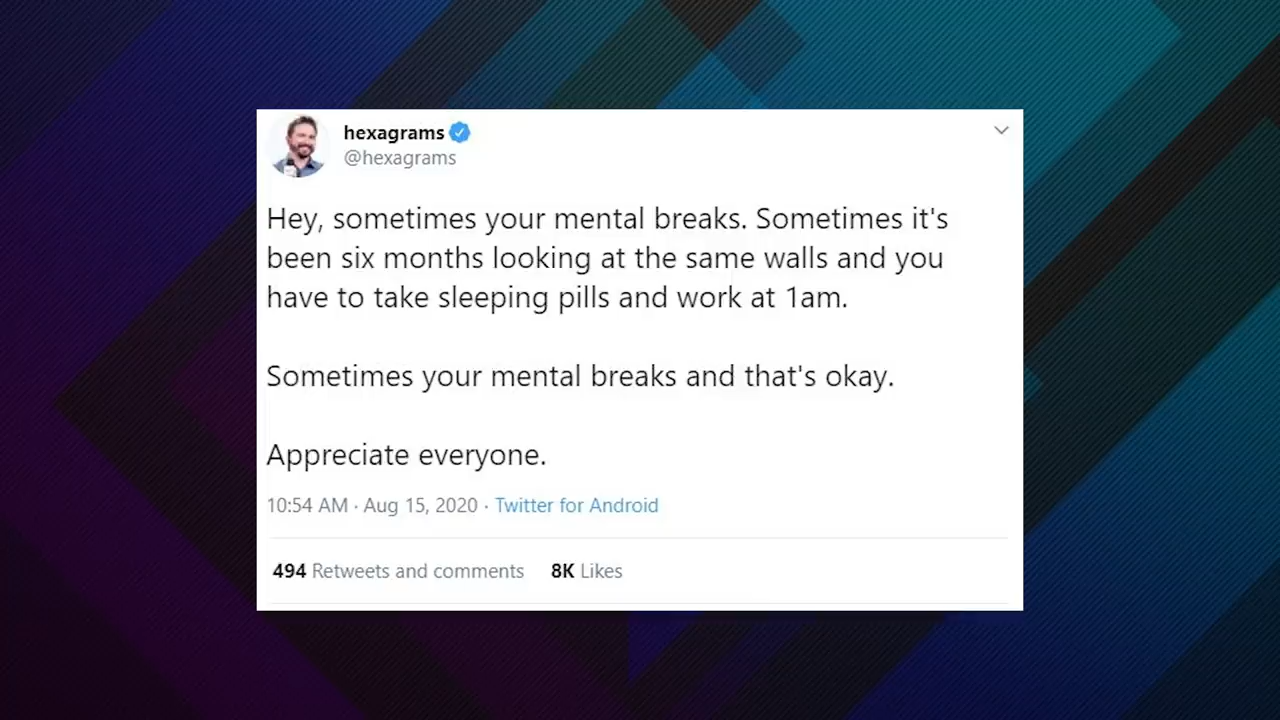 hexagrams
@hexagrams
Hey, sometimes your mental breaks. Sometimes it's
been six months looking at the same walls and you
have to take sleeping pills and work at 1am.
Sometimes your mental breaks and that's okay.
Appreciate everyone.
10:54 AM · Aug 15, 2020 · Twitter for Android
494 Retweets and comments 8K Likes